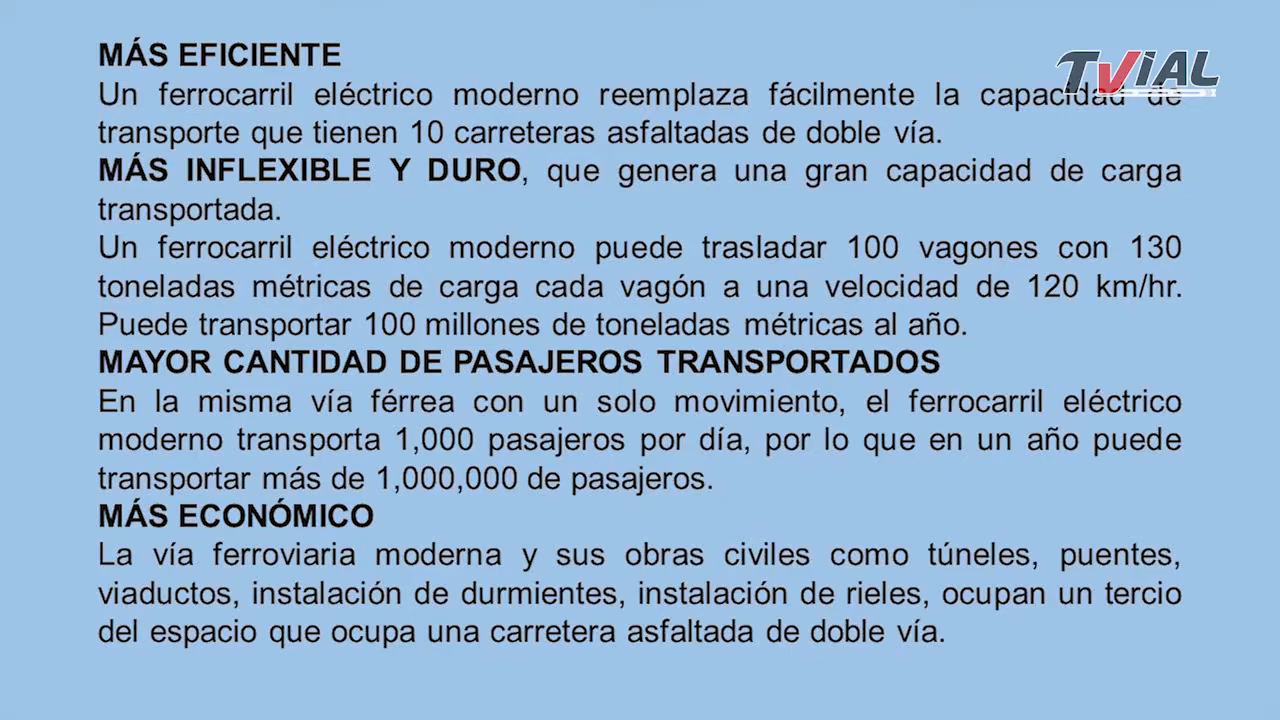 MÁS EFICIENTE
TViAL
Un ferrocarril eléctrico moderno reemplaza fácilmente la capacidad de
transporte que tienen 10 carreteras asfaltadas de doble vía.
MÁS INFLEXIBLE Y DURO, que genera una gran capacidad de carga
transportada.
Un ferrocarril eléctrico moderno puede trasladar 100 vagones con 130
toneladas métricas de carga cada vagón a una velocidad de 120 km/hr.
Puede transportar 100 millones de toneladas métricas al año.
MAYOR CANTIDAD DE PASAJEROS TRANSPORTADOS
En la misma vía férrea con un solo movimiento, el ferrocarril eléctrico
moderno transporta 1,000 pasajeros por día, por lo que en un año puede
transportar más de 1,000,000 de pasajeros.
MÁS ECONÓMICO
La vía ferroviaria moderna y sus obras civiles como túneles, puentes,
viaductos, instalación de durmientes, instalación de rieles, ocupan un tercio
del espacio que ocupa una carretera asfaltada de doble vía.